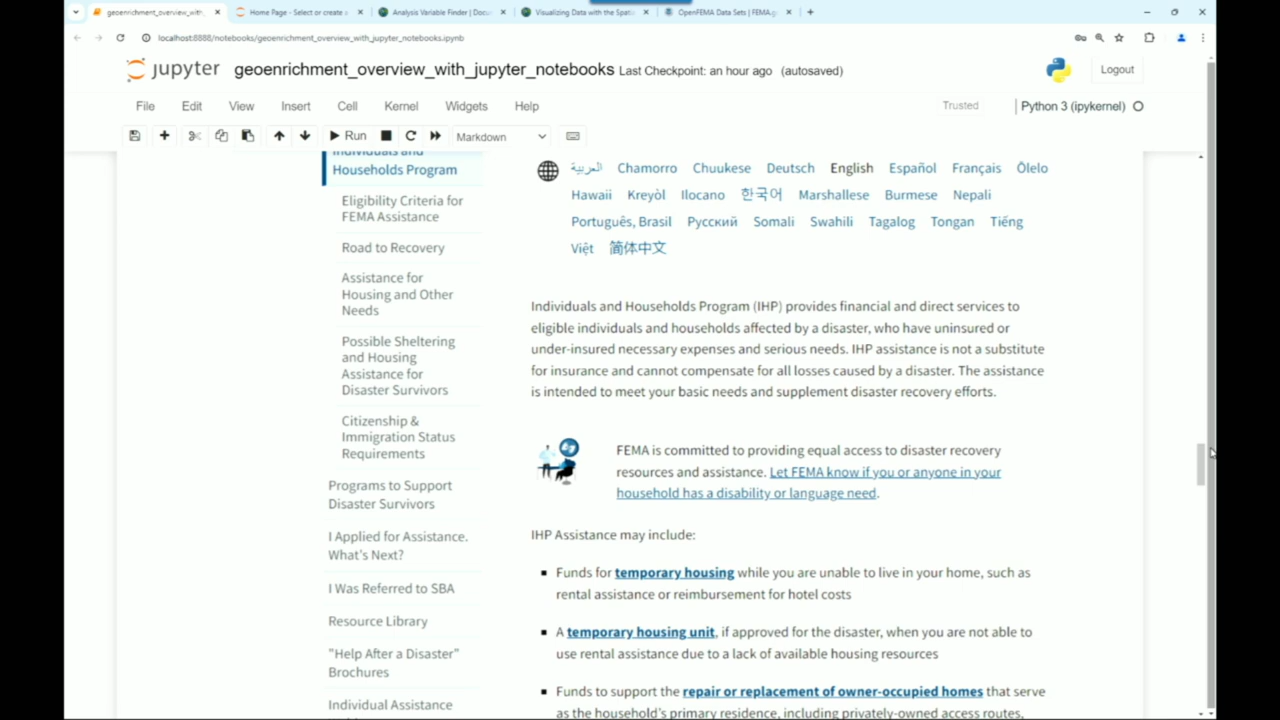 geoenrichment_overview_with_
Home Page - Select or create a
Analysis Variable Finder | Docu
Visualizing Data with the Spati
OpenFEMA Data Sets | FEMA.g
localhost:8888/notebooks/geoenrichment_overview_with_jupyter_notebooks.ipynb
jupyter geoenrichment_overview_with_jupyter_notebooks Last Checkpoint: an hour ago (autosaved)
Logout
File Edit View Insert Cell Kernel Widgets Help
Trusted
Python 3 (ipykernel)
Run
Markdown
Individuals and
Households Program
Eligibility Criteria for
FEMA Assistance
Road to Recovery
Assistance for
Housing and Other
Needs
Possible Sheltering
and Housing
Assistance for
Disaster Survivors
Citizenship &
Immigration Status
Requirements
Programs to Support
Disaster Survivors
I Applied for Assistance.
What's Next?
I Was Referred to SBA
Resource Library
"Help After a Disaster"
Brochures
Individual Assistance
العربية Chamorro Chuukese Deutsch English Español Français Ōlelo
Hawaii Kreyòl Ilocano 한국어 Marshallese Burmese Nepali
Português, Brasil Русский Somali Swahili Tagalog Tongan Tiếng
Việt 简体中文
Individuals and Households Program (IHP) provides financial and direct services to
eligible individuals and households affected by a disaster, who have uninsured or
under-insured necessary expenses and serious needs. IHP assistance is not a substitute
for insurance and cannot compensate for all losses caused by a disaster. The assistance
is intended to meet your basic needs and supplement disaster recovery efforts.
FEMA is committed to providing equal access to disaster recovery
resources and assistance. Let FEMA know if you or anyone in your
household has a disability or language need.
IHP Assistance may include:
▪ Funds for temporary housing while you are unable to live in your home, such as
rental assistance or reimbursement for hotel costs
▪ A temporary housing unit, if approved for the disaster, when you are not able to
use rental assistance due to a lack of available housing resources
▪ Funds to support the repair or replacement of owner-occupied homes that serve
as the household's primary residence, including privately-owned access routes,